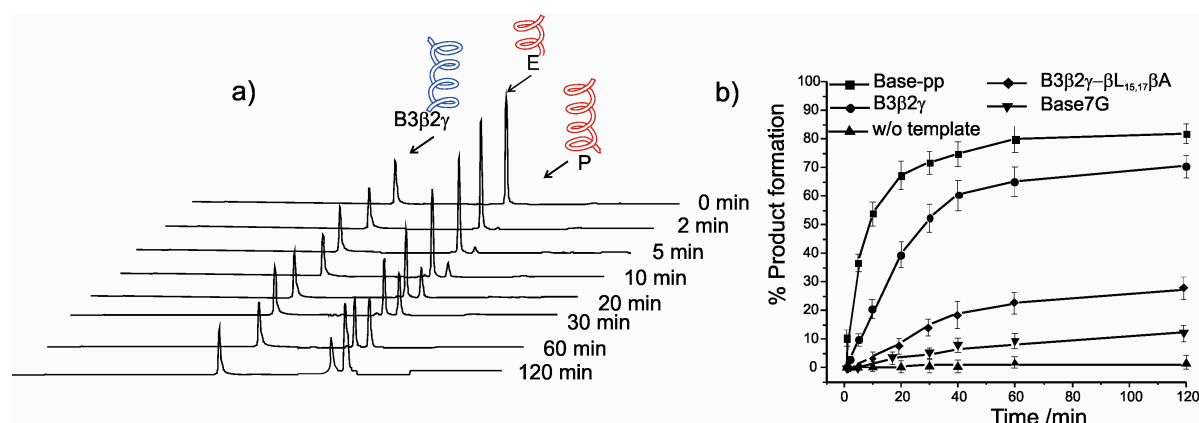 a)
E
B3β2γ
P
0 min
2 min
5 min
10 min
20 min
30 min
60 min
120 min
b)
% Product formation
100
90
80
70
60
50
40
30
20
10
0
Base-pp
B3β2γ
w/o template
B3β2γ–βL15,17βA
Base7G
0 20 40 60 80 100 120
Time /min